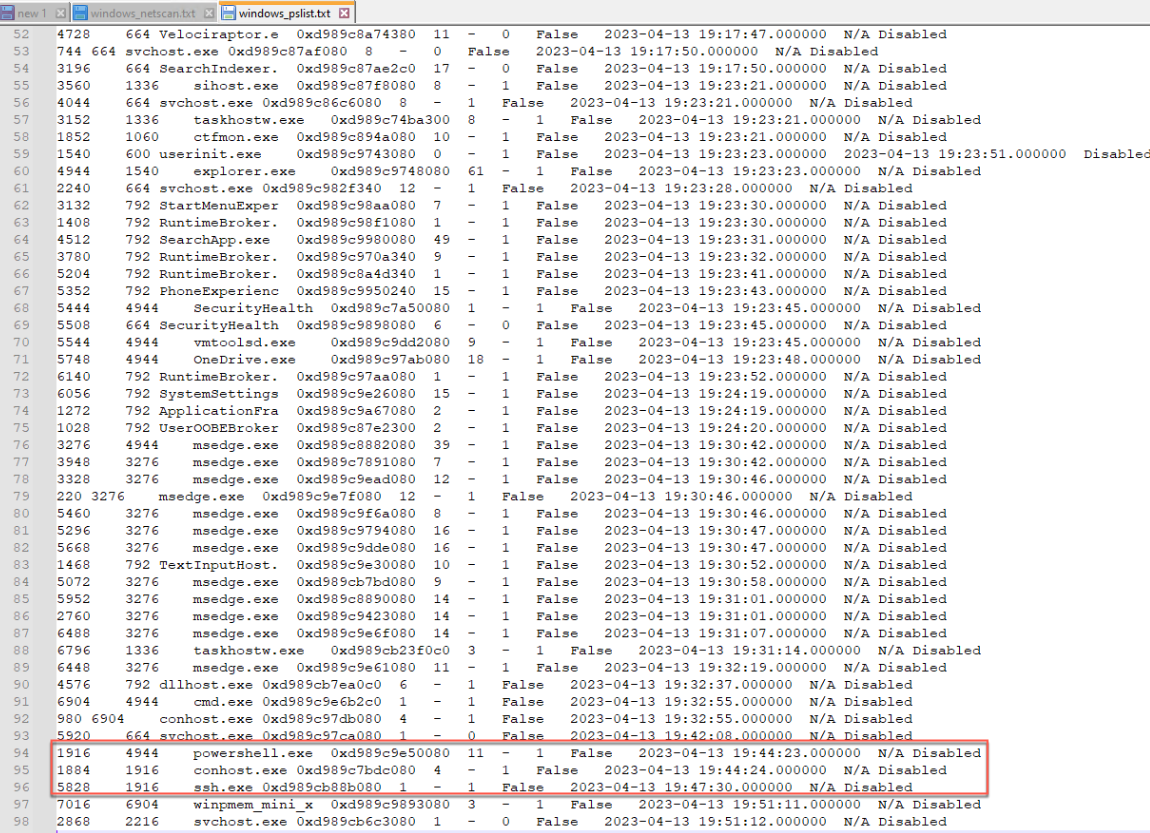 new 1 windows_netscan.txt windows_pslist.txt
52 4728 664 Velociraptor.e 0xd989c8a74380 11 - 0 False 2023-04-13 19:17:47.000000 N/A Disabled
53 744 664 svchost.exe 0xd989c87af080 8 - 0 False 2023-04-13 19:17:50.000000 N/A Disabled
54 3196 664 SearchIndexer. 0xd989c87ae2c0 17 - 0 False 2023-04-13 19:17:50.000000 N/A Disabled
55 3560 1336 sihost.exe 0xd989c87f8080 8 - 1 False 2023-04-13 19:23:21.000000 N/A Disabled
56 4044 664 svchost.exe 0xd989c86c6080 8 - 1 False 2023-04-13 19:23:21.000000 N/A Disabled
57 3152 1336 taskhostw.exe 0xd989c74ba300 8 - 1 False 2023-04-13 19:23:21.000000 N/A Disabled
58 1852 1060 ctfmon.exe 0xd989c894a080 10 - 1 False 2023-04-13 19:23:21.000000 N/A Disabled
59 1540 600 userinit.exe 0xd989c9743080 0 - 1 False 2023-04-13 19:23:23.000000 2023-04-13 19:23:51.000000 Disabled
60 4944 1540 explorer.exe 0xd989c9748080 61 - 1 False 2023-04-13 19:23:23.000000 N/A Disabled
61 2240 664 svchost.exe 0xd989c982f340 12 - 1 False 2023-04-13 19:23:28.000000 N/A Disabled
62 3132 792 StartMenuExper 0xd989c98aa080 7 - 1 False 2023-04-13 19:23:30.000000 N/A Disabled
63 1408 792 RuntimeBroker. 0xd989c98f1080 1 - 1 False 2023-04-13 19:23:30.000000 N/A Disabled
64 4512 792 SearchApp.exe 0xd989c9980080 49 - 1 False 2023-04-13 19:23:31.000000 N/A Disabled
65 3780 792 RuntimeBroker. 0xd989c970a340 9 - 1 False 2023-04-13 19:23:32.000000 N/A Disabled
66 5204 792 RuntimeBroker. 0xd989c8a4d340 1 - 1 False 2023-04-13 19:23:41.000000 N/A Disabled
67 5352 792 PhoneExperienc 0xd989c9950240 15 - 1 False 2023-04-13 19:23:43.000000 N/A Disabled
68 5444 4944 SecurityHealth 0xd989c7a50080 1 - 1 False 2023-04-13 19:23:45.000000 N/A Disabled
69 5508 664 SecurityHealth 0xd989c9898080 6 - 0 False 2023-04-13 19:23:45.000000 N/A Disabled
70 5544 4944 vmtoolsd.exe 0xd989c9dd2080 9 - 1 False 2023-04-13 19:23:45.000000 N/A Disabled
71 5748 4944 OneDrive.exe 0xd989c97ab080 18 - 1 False 2023-04-13 19:23:48.000000 N/A Disabled
72 6140 792 RuntimeBroker. 0xd989c97aa080 1 - 1 False 2023-04-13 19:23:52.000000 N/A Disabled
73 6056 792 SystemSettings 0xd989c9e26080 15 - 1 False 2023-04-13 19:24:19.000000 N/A Disabled
74 1272 792 ApplicationFra 0xd989c9a67080 2 - 1 False 2023-04-13 19:24:19.000000 N/A Disabled
75 1028 792 UserOOBEBroker 0xd989c87e2300 2 - 1 False 2023-04-13 19:24:20.000000 N/A Disabled
76 3276 4944 msedge.exe 0xd989c8882080 39 - 1 False 2023-04-13 19:30:42.000000 N/A Disabled
77 3948 3276 msedge.exe 0xd989c7891080 7 - 1 False 2023-04-13 19:30:42.000000 N/A Disabled
78 3328 3276 msedge.exe 0xd989c9ead080 12 - 1 False 2023-04-13 19:30:46.000000 N/A Disabled
79 220 3276 msedge.exe 0xd989c9e7f080 12 - 1 False 2023-04-13 19:30:46.000000 N/A Disabled
80 5460 3276 msedge.exe 0xd989c9f6a080 8 - 1 False 2023-04-13 19:30:46.000000 N/A Disabled
81 5296 3276 msedge.exe 0xd989c9794080 16 - 1 False 2023-04-13 19:30:47.000000 N/A Disabled
82 5668 3276 msedge.exe 0xd989c9dde080 16 - 1 False 2023-04-13 19:30:47.000000 N/A Disabled
83 1468 792 TextInputHost. 0xd989c9e30080 10 - 1 False 2023-04-13 19:30:52.000000 N/A Disabled
84 5072 3276 msedge.exe 0xd989cb7bd080 9 - 1 False 2023-04-13 19:30:58.000000 N/A Disabled
85 5952 3276 msedge.exe 0xd989c8890080 14 - 1 False 2023-04-13 19:31:01.000000 N/A Disabled
86 2760 3276 msedge.exe 0xd989c9423080 14 - 1 False 2023-04-13 19:31:01.000000 N/A Disabled
87 6488 3276 msedge.exe 0xd989c9e6f080 14 - 1 False 2023-04-13 19:31:07.000000 N/A Disabled
88 6796 1336 taskhostw.exe 0xd989cb23f0c0 3 - 1 False 2023-04-13 19:31:14.000000 N/A Disabled
89 6448 3276 msedge.exe 0xd989c9e61080 11 - 1 False 2023-04-13 19:32:19.000000 N/A Disabled
90 4576 792 dllhost.exe 0xd989cb7ea0c0 6 - 1 False 2023-04-13 19:32:37.000000 N/A Disabled
91 6904 4944 cmd.exe 0xd989c9e6b2c0 1 - 1 False 2023-04-13 19:32:55.000000 N/A Disabled
92 980 6904 conhost.exe 0xd989c97db080 4 - 1 False 2023-04-13 19:32:55.000000 N/A Disabled
93 5920 664 svchost.exe 0xd989c97ca080 1 - 0 False 2023-04-13 19:42:08.000000 N/A Disabled
94 1916 4944 powershell.exe 0xd989c9e50080 11 - 1 False 2023-04-13 19:44:23.000000 N/A Disabled
95 1884 1916 conhost.exe 0xd989c7bdc080 4 - 1 False 2023-04-13 19:44:24.000000 N/A Disabled
96 5828 1916 ssh.exe 0xd989cb88b080 1 - 1 False 2023-04-13 19:47:30.000000 N/A Disabled
97 7016 6904 winpmem_mini_x 0xd989c9893080 3 - 1 False 2023-04-13 19:51:11.000000 N/A Disabled
98 2868 2216 svchost.exe 0xd989cb6c3080 1 - 0 False 2023-04-13 19:51:12.000000 N/A Disabled